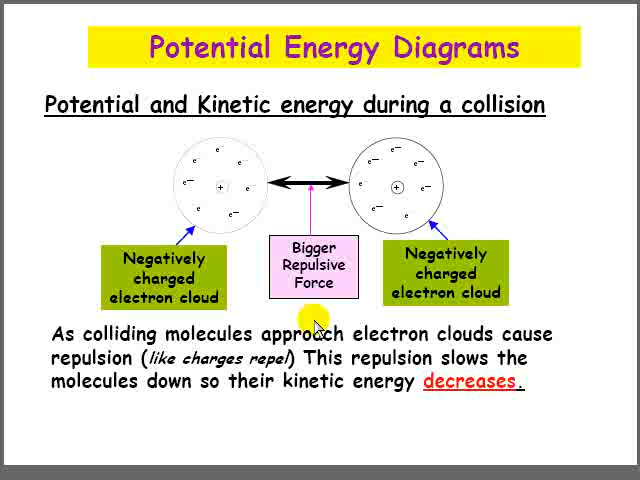 Potential Energy Diagrams
Potential and Kinetic energy during a collision
e⁻ e⁻ e⁻ e⁻ e⁻ e⁻ e⁻
+
e⁻ e⁻ e⁻ e⁻ e⁻ e⁻ e
+
Negatively
charged
electron cloud
Bigger
Repulsive
Force
Negatively
charged
electron cloud
As colliding molecules approach electron clouds cause
repulsion (like charges repel) This repulsion slows the
molecules down so their kinetic energy decreases.